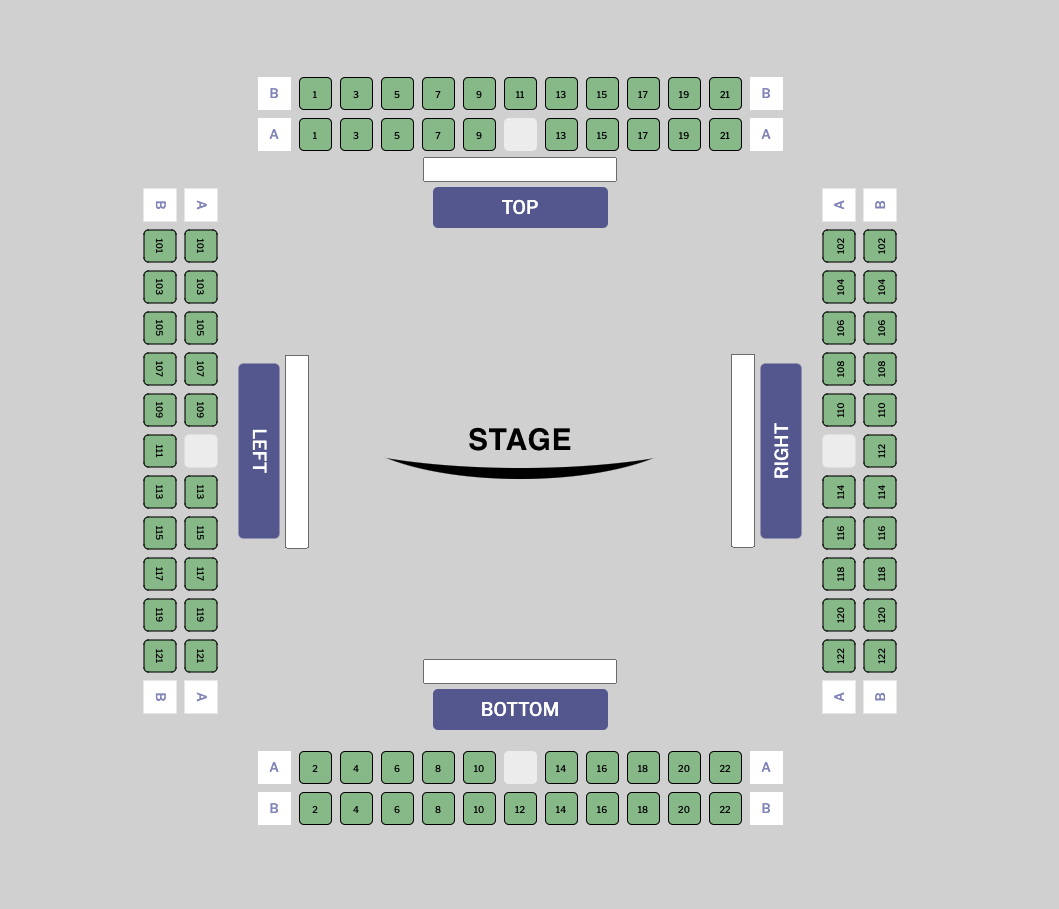 B 1 3 5 7 9 11 13 15 17 19 21 B
A 1 3 5 7 9 13 15 17 19 21 A
TOP
B A
101 101
103 103
105 105
107 107
109 109
111
113 113
115 115
117 117
119 119
121 121
B A
LEFT
STAGE
RIGHT
A B
102 102
104 104
106 106
108 108
110 110
112
114 114
116 116
118 118
120 120
122 122
A B
BOTTOM
A 2 4 6 8 10 14 16 18 20 22 A
B 2 4 6 8 10 12 14 16 18 20 22 B